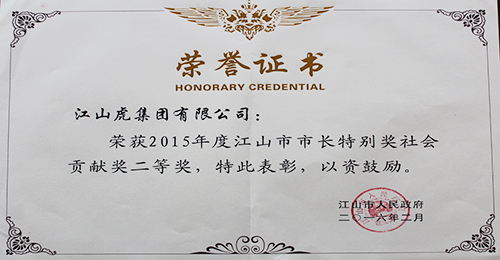 荣誉证书
HONORARY CREDENTIAL
江山虎集团有限公司：
荣获2015年度江山市市长特别奖社会
贡献奖二等奖，特此表彰，以资鼓励。
江山市人民政府
二〇一六年二月